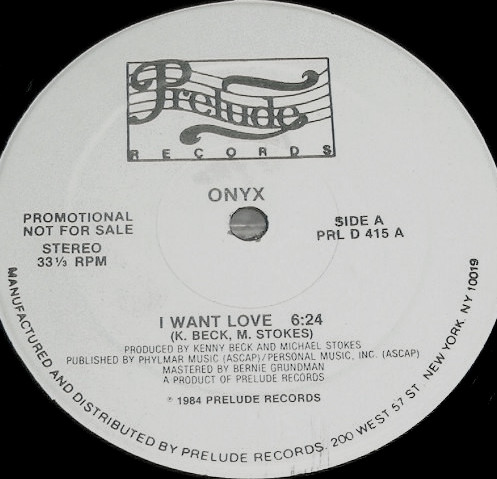 Prelude
RECORDS
ONYX
PROMOTIONAL
NOT FOR SALE
STEREO
33⅓ RPM
SIDE A
PRL D 415 A
I WANT LOVE 6:24
(K. BECK, M. STOKES)
PRODUCED BY KENNY BECK AND MICHAEL STOKES
PUBLISHED BY PHYLMAR MUSIC (ASCAP)/PERSONAL MUSIC, INC. (ASCAP)
MASTERED BY BERNIE GRUNDMAN
A PRODUCT OF PRELUDE RECORDS
℗ 1984 PRELUDE RECORDS
MANUFACTURED AND DISTRIBUTED BY PRELUDE RECORDS. 200 WEST 57 ST. NEW YORK. NY 10019